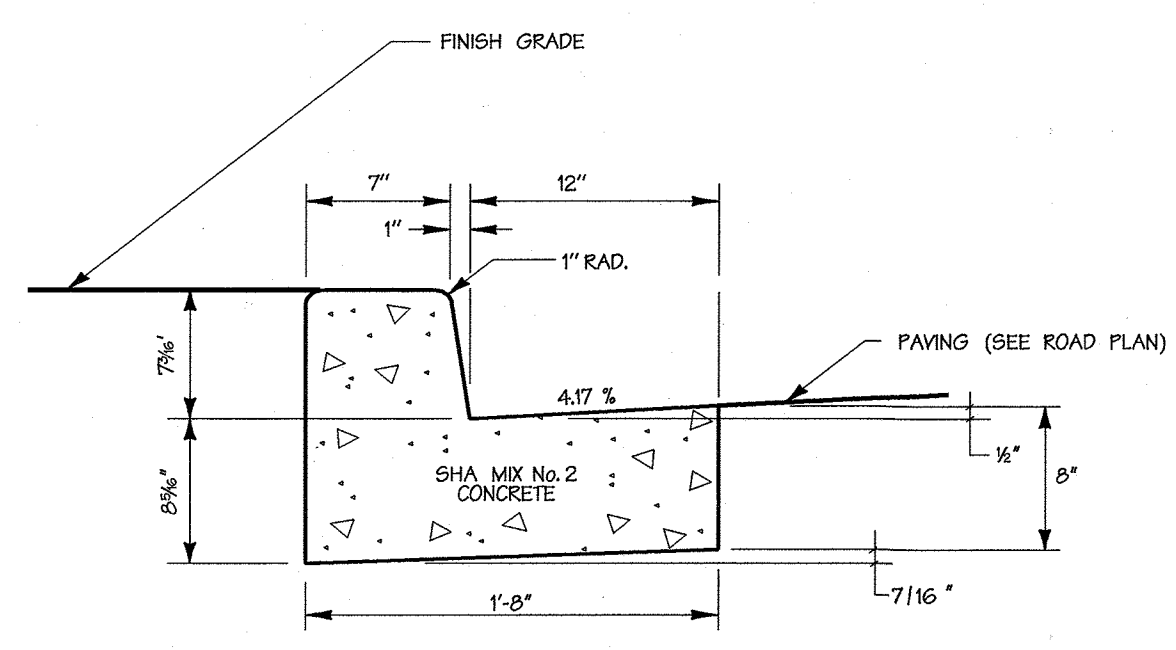 FINISH GRADE
7"
12"
1"
1" RAD.
PAVING (SEE ROAD PLAN)
7 3/16'
4.17 %
1/2"
8"
8 5/16"
SHA MIX No. 2
CONCRETE
7/16 "
1'-8"